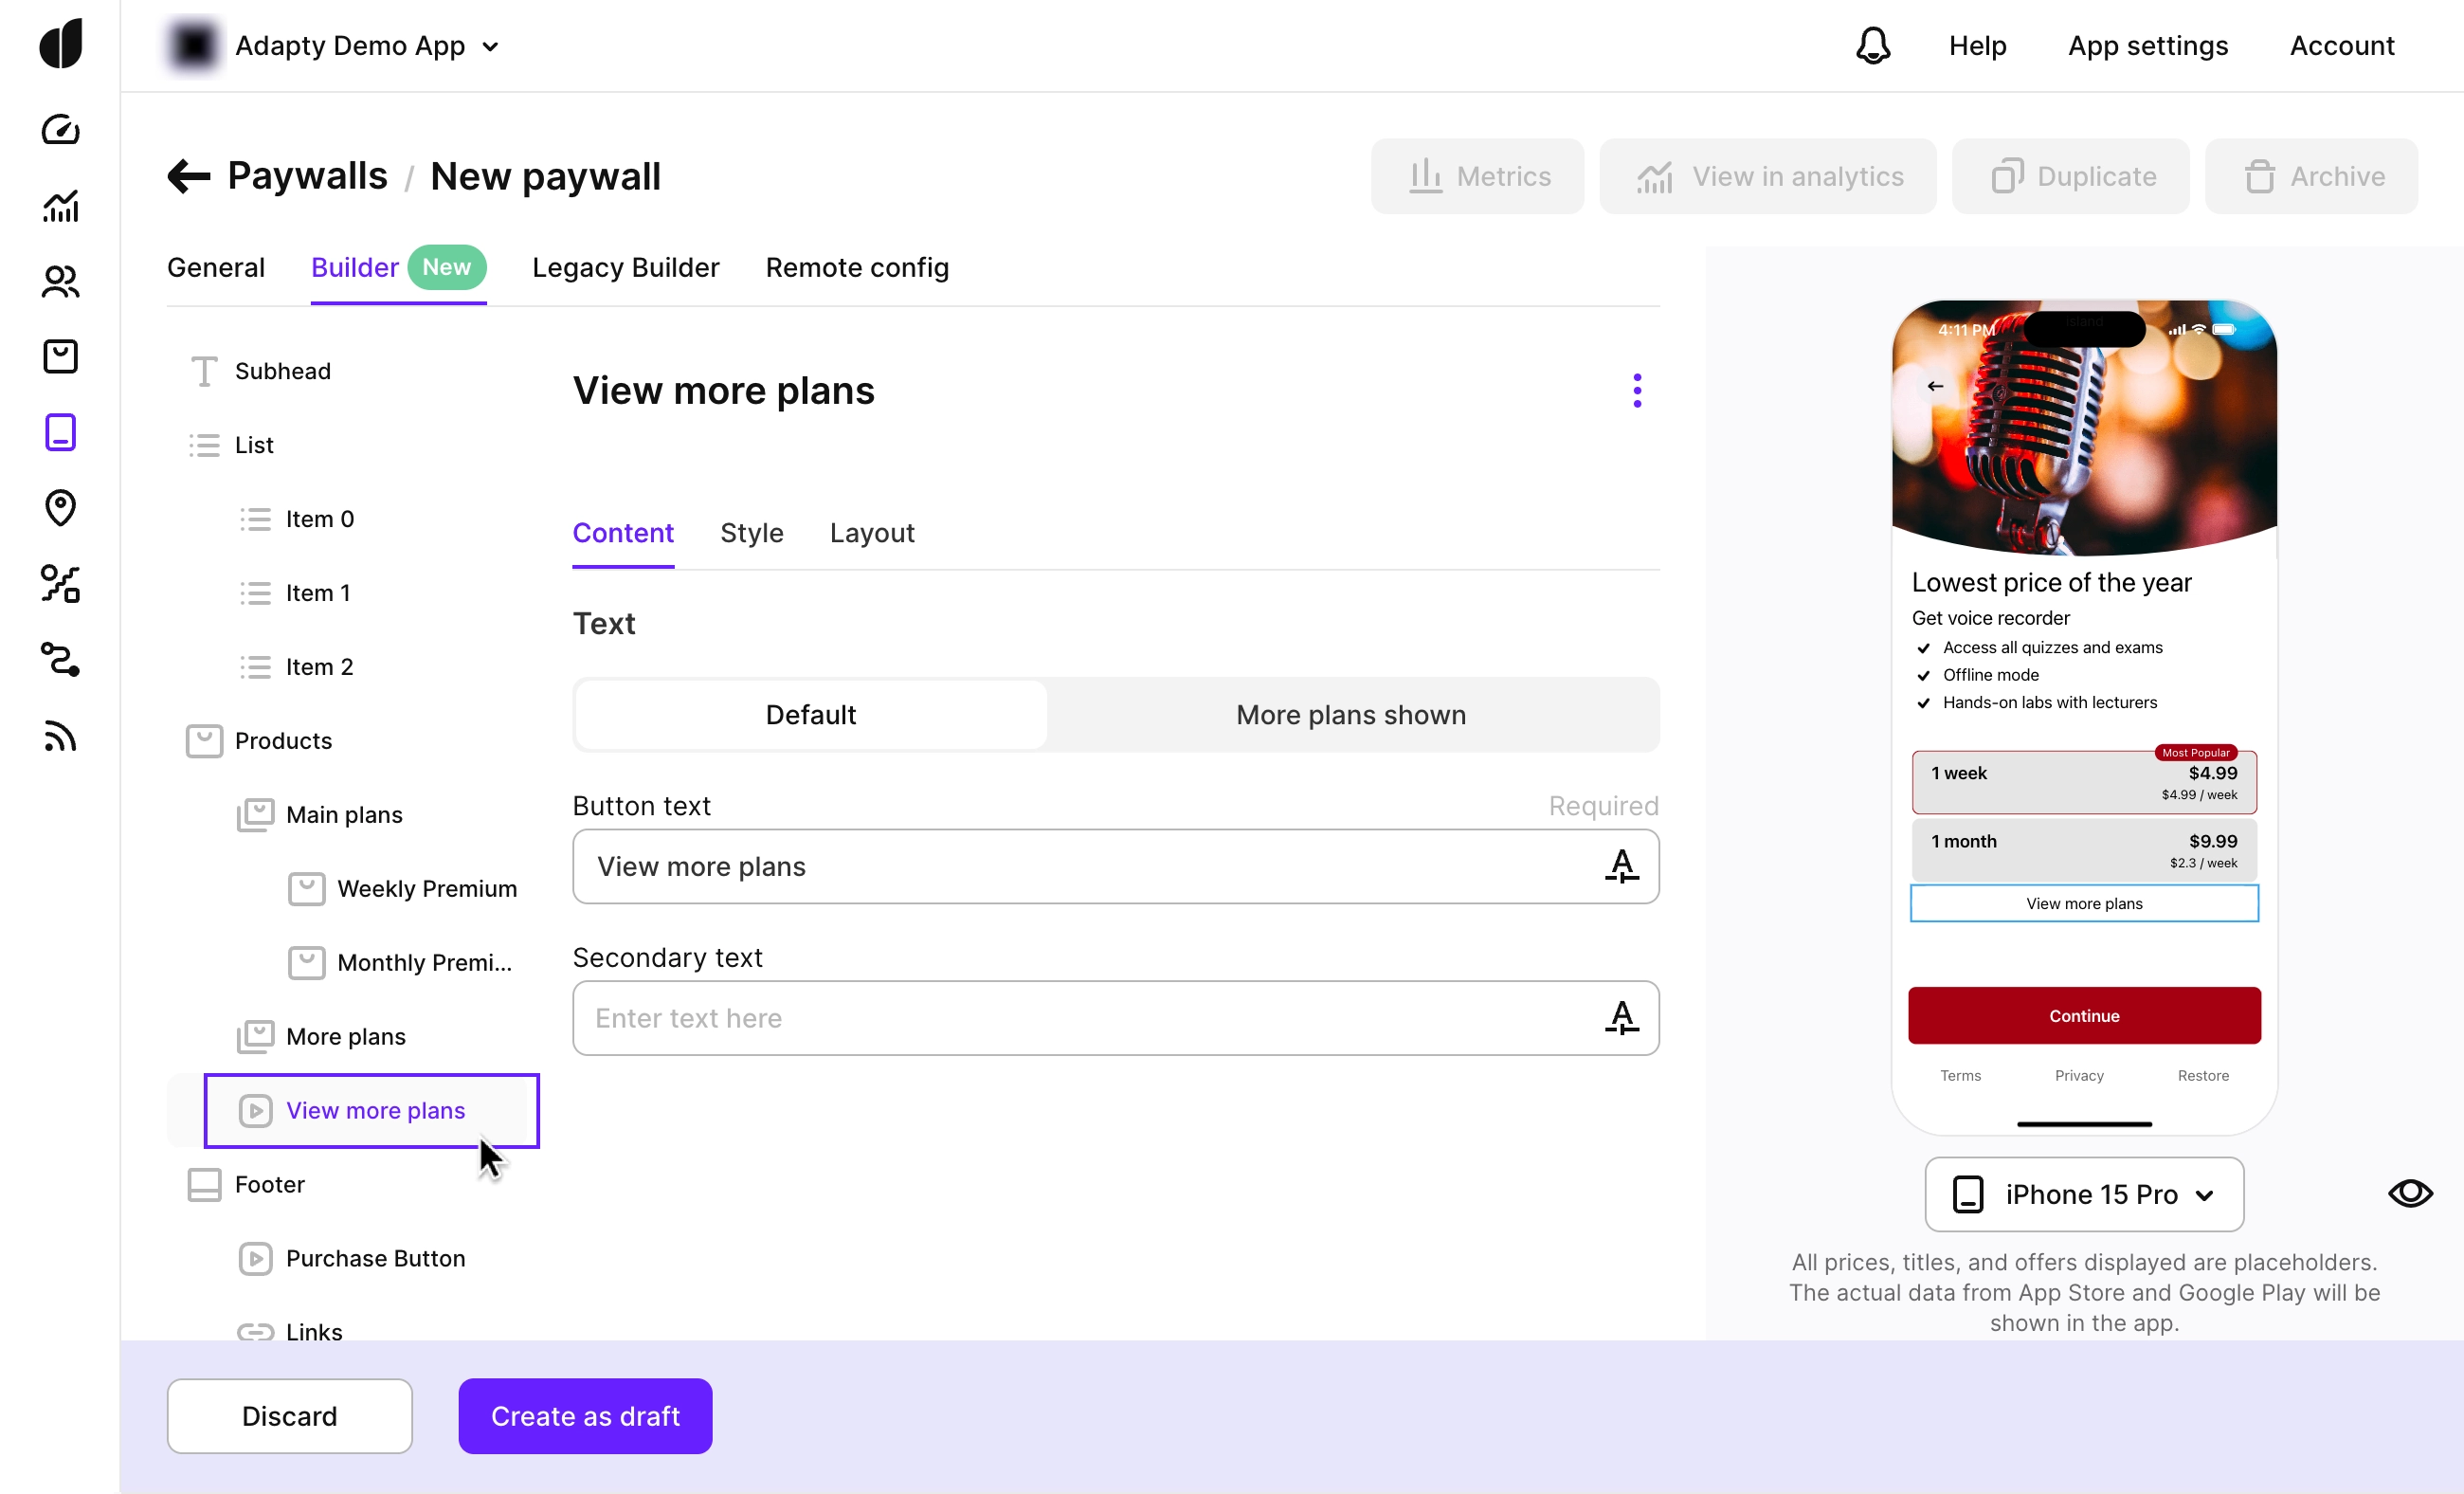 Adapty Demo App
Help
App settings
Account
Paywalls / New paywall
Metrics
View in analytics
Duplicate
Archive
General
Builder New
Legacy Builder
Remote config
Subhead
List
Item 0
Item 1
Item 2
Products
Main plans
Weekly Premium
Monthly Premi...
More plans
View more plans
Footer
Purchase Button
Links
View more plans
Content
Style
Layout
Text
Default
More plans shown
Button text
Required
View more plans
Secondary text
Enter text here
4:11 PM
island
Lowest price of the year
Get voice recorder
Access all quizzes and exams
Offline mode
Hands-on labs with lecturers
Most Popular
1 week
$4.99
$4.99 / week
1 month
$9.99
$2.3 / week
View more plans
Continue
Terms
Privacy
Restore
iPhone 15 Pro
All prices, titles, and offers displayed are placeholders.
The actual data from App Store and Google Play will be
shown in the app.
Discard
Create as draft